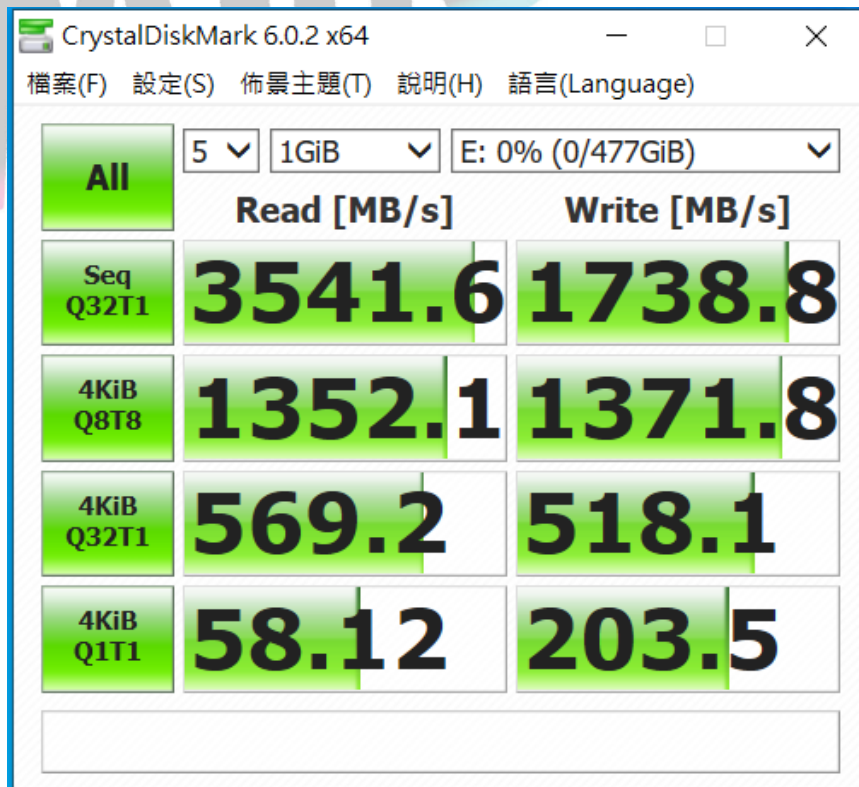 CrystalDiskMark 6.0.2 x64
檔案(F) 設定(S) 佈景主題(T) 說明(H) 語言(Language)
All 5 1GiB E: 0% (0/477GiB)
Read [MB/s] Write [MB/s]
Seq
Q32T1
3541.6 1738.8
4KiB
Q8T8
1352.1 1371.8
4KiB
Q32T1
569.2 518.1
4KiB
Q1T1
58.12 203.5